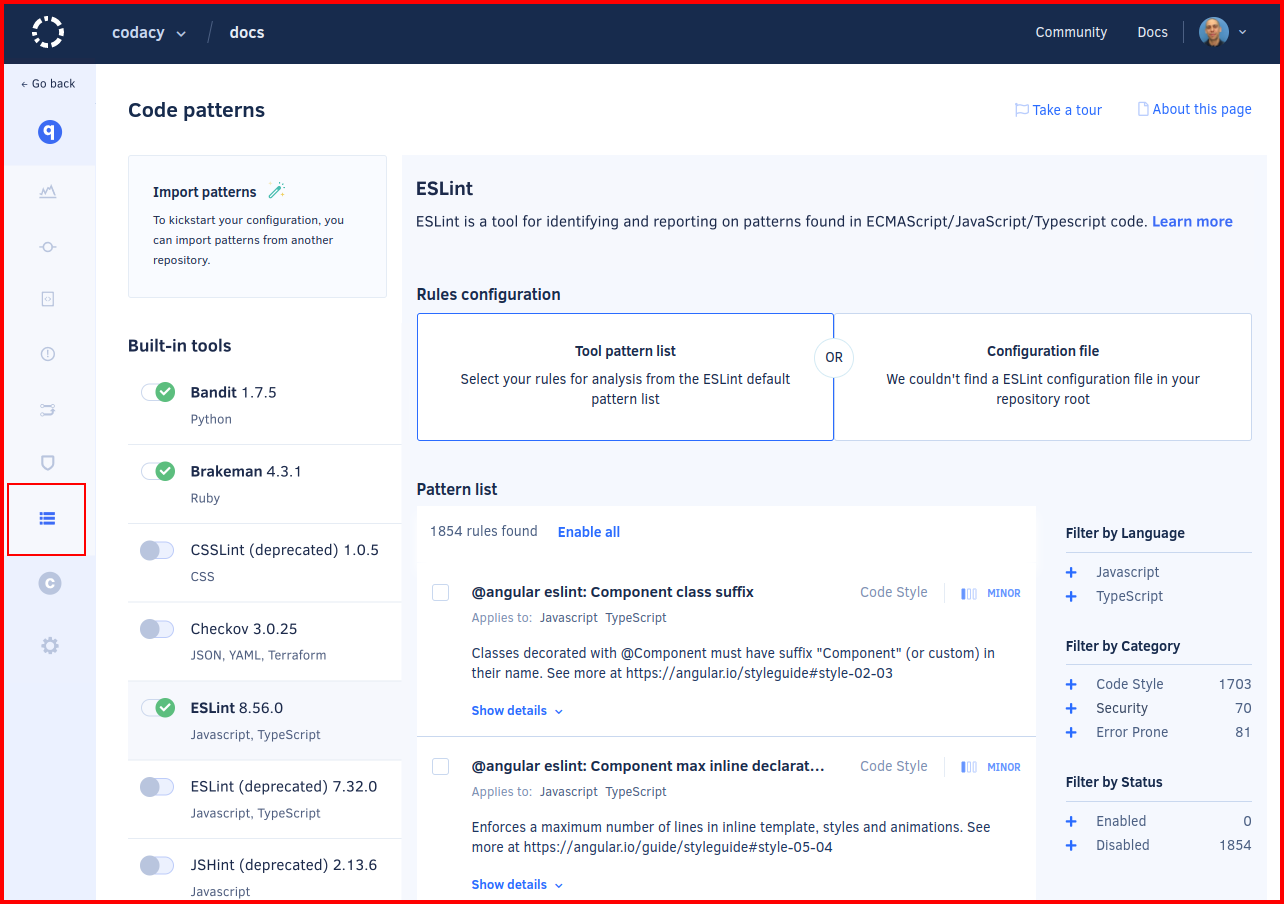 codacy / docs
Community
Docs
← Go back
Code patterns
Take a tour
About this page
Import patterns
To kickstart your configuration, you
can import patterns from another
repository.
Built-in tools
Bandit 1.7.5
Python
Brakeman 4.3.1
Ruby
CSSLint (deprecated) 1.0.5
CSS
Checkov 3.0.25
JSON, YAML, Terraform
ESLint 8.56.0
Javascript, TypeScript
ESLint (deprecated) 7.32.0
Javascript, TypeScript
JSHint (deprecated) 2.13.6
Javascript
ESLint
ESLint is a tool for identifying and reporting on patterns found in ECMAScript/JavaScript/Typescript code. Learn more
Rules configuration
Tool pattern list
Select your rules for analysis from the ESLint default
pattern list
OR
Configuration file
We couldn't find a ESLint configuration file in your
repository root
Pattern list
1854 rules found
Enable all
@angular eslint: Component class suffix
Code Style
MINOR
Applies to: Javascript TypeScript
Classes decorated with @Component must have suffix "Component" (or custom) in
their name. See more at https://angular.io/styleguide#style-02-03
Show details
@angular eslint: Component max inline declarat...
Code Style
MINOR
Applies to: Javascript TypeScript
Enforces a maximum number of lines in inline template, styles and animations. See
more at https://angular.io/guide/styleguide#style-05-04
Show details
Filter by Language
+ Javascript
+ TypeScript
Filter by Category
+ Code Style 1703
+ Security 70
+ Error Prone 81
Filter by Status
+ Enabled 0
+ Disabled 1854